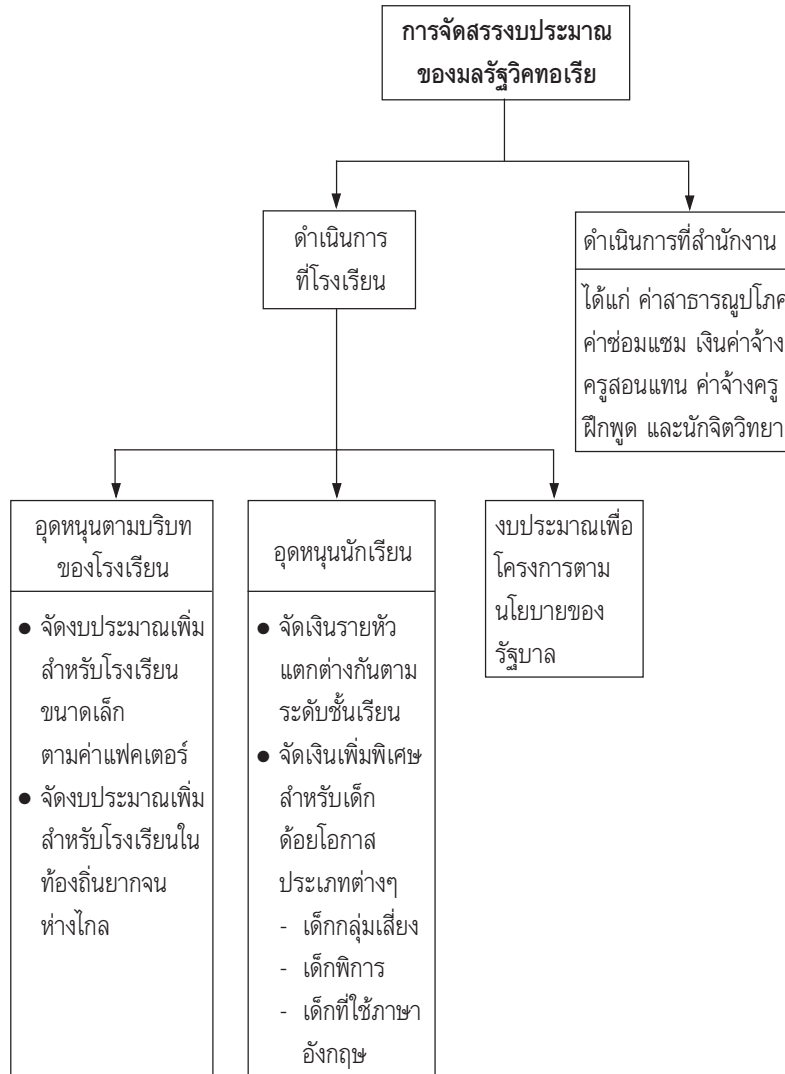 การจัดสรรงบประมาณ
ของมลรัฐวิคทอเรีย
ดำเนินการ
ที่โรงเรียน
ดำเนินการที่สำนักงาน
ได้แก่ ค่าสาธารณูปโภค
ค่าซ่อมแซม เงินค่าจ้าง
ครูสอนแทน ค่าจ้างครู
ฝึกพูด และนักจิตวิทยา
อุดหนุนตามบริบท
ของโรงเรียน
● จัดงบประมาณเพิ่ม
สำหรับโรงเรียน
ขนาดเล็ก
ตามค่าแฟคเตอร์
● จัดงบประมาณเพิ่ม
สำหรับโรงเรียนใน
ท้องถิ่นยากจน
ห่างไกล
อุดหนุนนักเรียน
● จัดเงินรายหัว
แตกต่างกันตาม
ระดับชั้นเรียน
● จัดเงินเพิ่มพิเศษ
สำหรับเด็ก
ด้อยโอกาส
ประเภทต่างๆ
- เด็กกลุ่มเสี่ยง
- เด็กพิการ
- เด็กที่ใช้ภาษา
อังกฤษ
งบประมาณเพื่อ
โครงการตาม
นโยบายของ
รัฐบาล